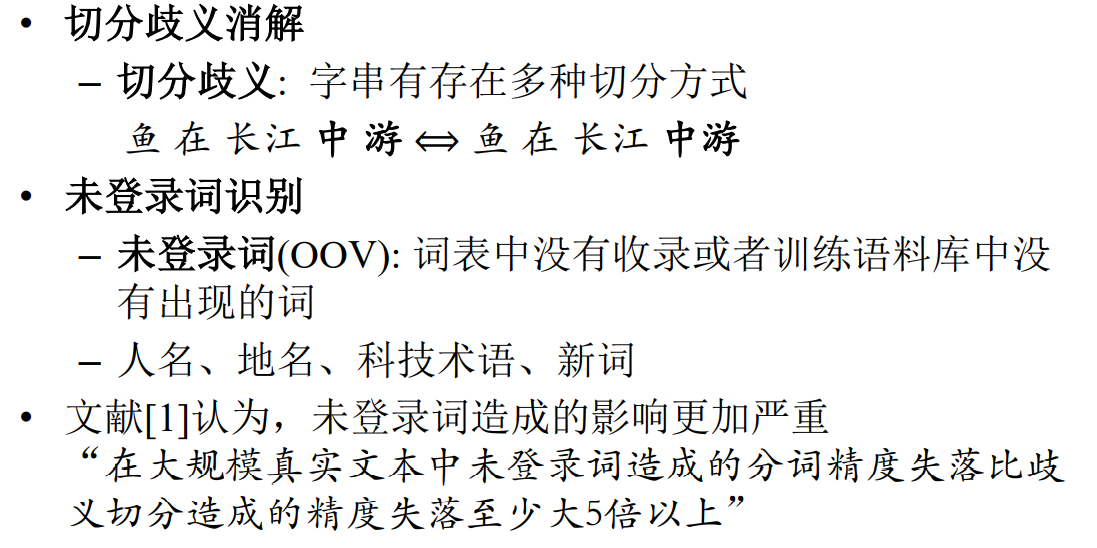 • 切分歧义消解
– 切分歧义: 字串有存在多种切分方式
鱼 在 长江 中 游 ⇔ 鱼 在 长江 中游
• 未登录词识别
– 未登录词(OOV): 词表中没有收录或者训练语料库中没
有出现的词
– 人名、地名、科技术语、新词
• 文献[1]认为，未登录词造成的影响更加严重
“在大规模真实文本中未登录词造成的分词精度失落比歧
义切分造成的精度失落至少大5倍以上”